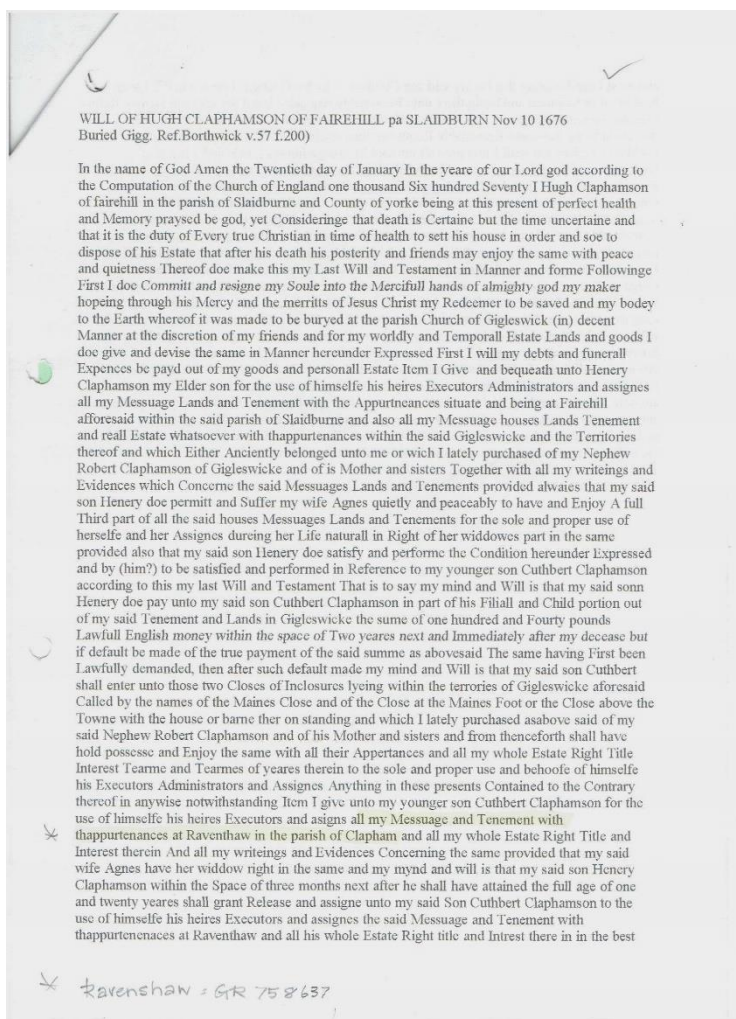 WILL OF HUGH CLAPHAMSON OF FAIREHILL pa SLAIDBURN Nov 10 1676
Buried Gigg. Ref.Borthwick v.57 f.200)
In the name of God Amen the Twentieth day of January In the yeare of our Lord god according to
the Computation of the Church of England one thousand Six hundred Seventy I Hugh Claphamson
of fairehill in the parish of Slaidburne and County of yorke being at this present of perfect health
and Memory praysed be god, yet Consideringe that death is Certaine but the time uncertaine and
that it is the duty of Every true Christian in time of health to sett his house in order and soe to
dispose of his Estate that after his death his posterity and friends may enjoy the same with peace
and quietness Thereof doe make this my Last Will and Testament in Manner and forme Followinge
First I doe Committ and resigne my Soule into the Mercifull hands of almighty god my maker
hopeing through his Mercy and the merritts of Jesus Christ my Redeemer to be saved and my bodey
to the Earth whereof it was made to be buryed at the parish Church of Gigleswick (in) decent
Manner at the discretion of my friends and for my worldly and Temporall Estate Lands and goods I
doe give and devise the same in Manner hereunder Expressed First I will my debts and funerall
Expences be payd out of my goods and personall Estate Item I Give and bequeath unto Henery
Claphamson my Elder son for the use of himselfe his heires Executors Administrators and assignes
all my Messuage Lands and Tenement with the Appurtneances situate and being at Fairehill
afforesaid within the said parish of Slaidburne and also all my Messuage houses Lands Tenement
and reall Estate whatsoever with thappurtenances within the said Gigleswicke and the Territories
thereof and which Either Anciently belonged unto me or wich I lately purchased of my Nephew
Robert Claphamson of Gigleswicke and of is Mother and sisters Together with all my writeings and
Evidences which Concerne the said Messuages Lands and Tenements provided alwaies that my said
son Henery doe permitt and Suffer my wife Agnes quietly and peaceably to have and Enjoy A full
Third part of all the said houses Messuages Lands and Tenements for the sole and proper use of
herselfe and her Assignes dureing her Life naturall in Right of her widdowes part in the same
provided also that my said son Henery doe satisfy and performe the Condition hereunder Expressed
and by (him?) to be satisfied and performed in Reference to my younger son Cuthbert Claphamson
according to this my last Will and Testament That is to say my mind and Will is that my said sonn
Henery doe pay unto my said son Cuthbert Claphamson in part of his Filiall and Child portion out
of my said Tenement and Lands in Gigleswicke the sume of one hundred and Fourty pounds
Lawfull English money within the space of Two yeares next and Immediately after my decease but
if default be made of the true payment of the said summe as abovesaid The same having First been
Lawfully demanded, then after such default made my mind and Will is that my said son Cuthbert
shall enter unto those two Closes of Inclosures lyeing within the terrories of Gigleswicke aforesaid
Called by the names of the Maines Close and of the Close at the Maines Foot or the Close above the
Towne with the house or barne ther on standing and which I lately purchased asabove said of my
said Nephew Robert Claphamson and of his Mother and sisters and from thenceforth shall have
hold possesse and Enjoy the same with all their Appertances and all my whole Estate Right Title
Interest Tearme and Tearmes of yeares therein to the sole and proper use and behoofe of himselfe
his Executors Administrators and Assignes Anything in these presents Contained to the Contrary
thereof in anywise notwithstanding Item I give unto my younger son Cuthbert Claphamson for the
use of himselfe his heires Executors and asigns all my Messuage and Tenement with
thappurtenances at Raventhaw in the parish of Clapham and all my whole Estate Right Title and
Interest therein And all my writeings and Evidences Concerning the same provided that my said
wife Agnes have her widdow right in the same and my mynd and will is that my said son Henery
Claphamson within the Space of three months next after he shall have attained the full age of one
and twenty yeares shall grant Release and assigne unto my said Son Cuthbert Claphamson to the
use of himselfe his heires Executors and assignes the said Messuage and Tenement with
thappurtenenaces at Raventhaw and all his whole Estate Right title and Intrest there in in the best
Ravenshaw = GR 758637